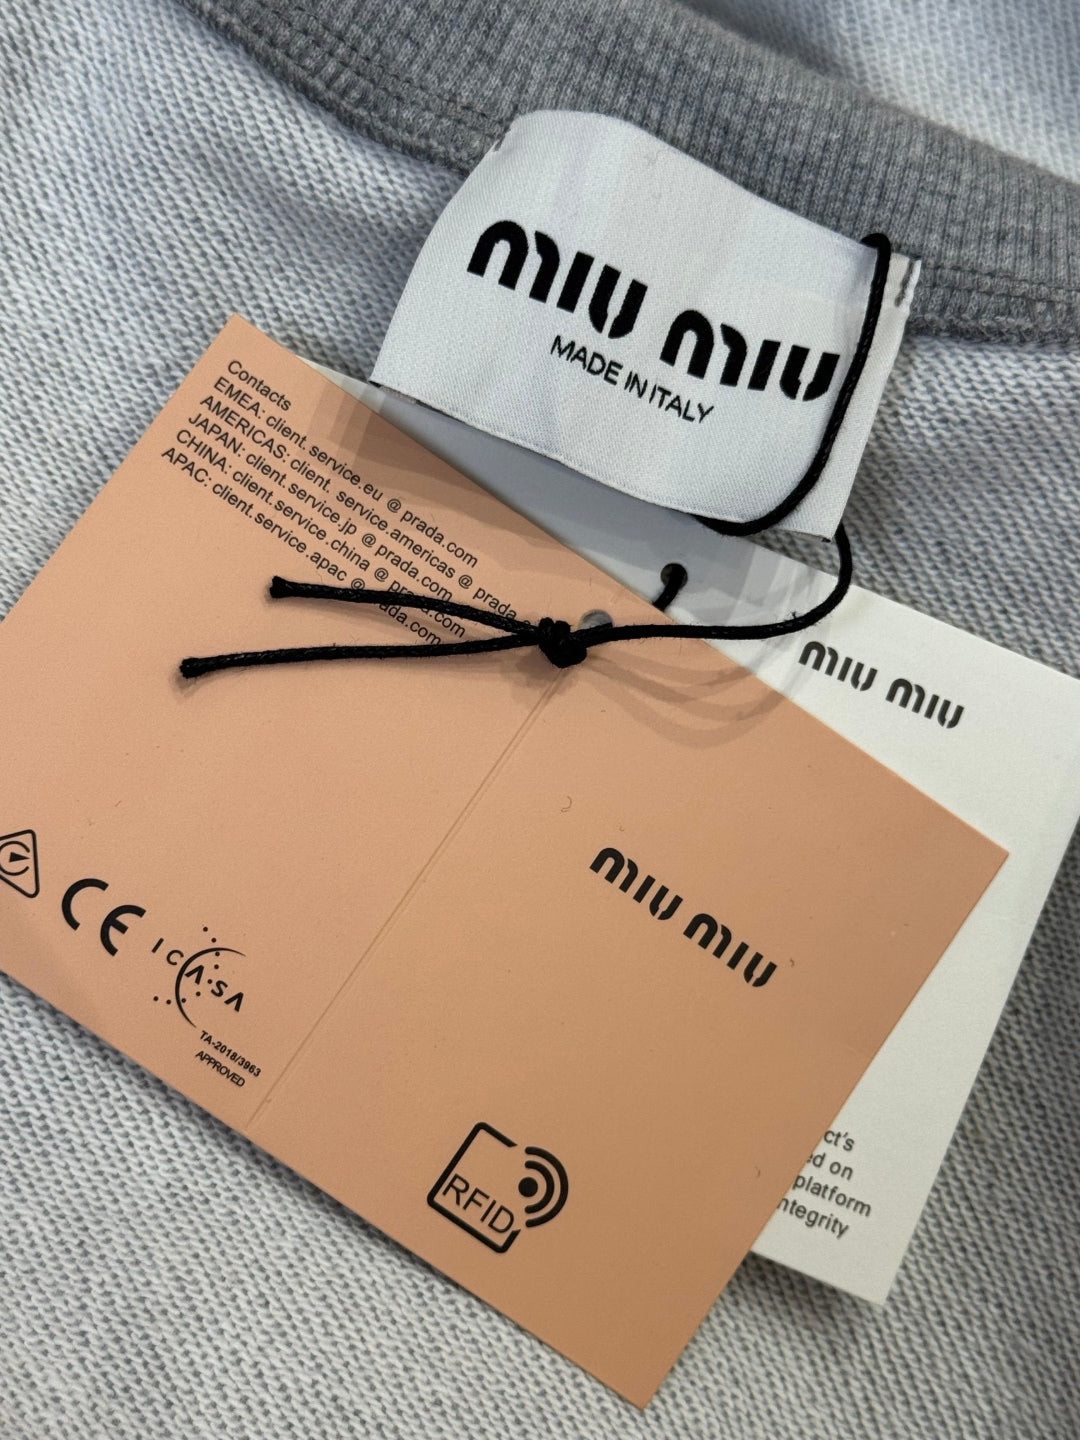 miu miu
MADE IN ITALY
Contacts
EMEA: client.service.eu @ prada.com
AMERICAS: client. service.americas @ prada.
JAPAN: client.service.jp @ prada.com
CHINA: client.service.china @ prada.com
APAC: client.service.apac @ prada.com
miu miu
miu miu
CE
ICASA
TA-2018/3963
APPROVED
RFID
ct's
ed on
platform
ntegrity